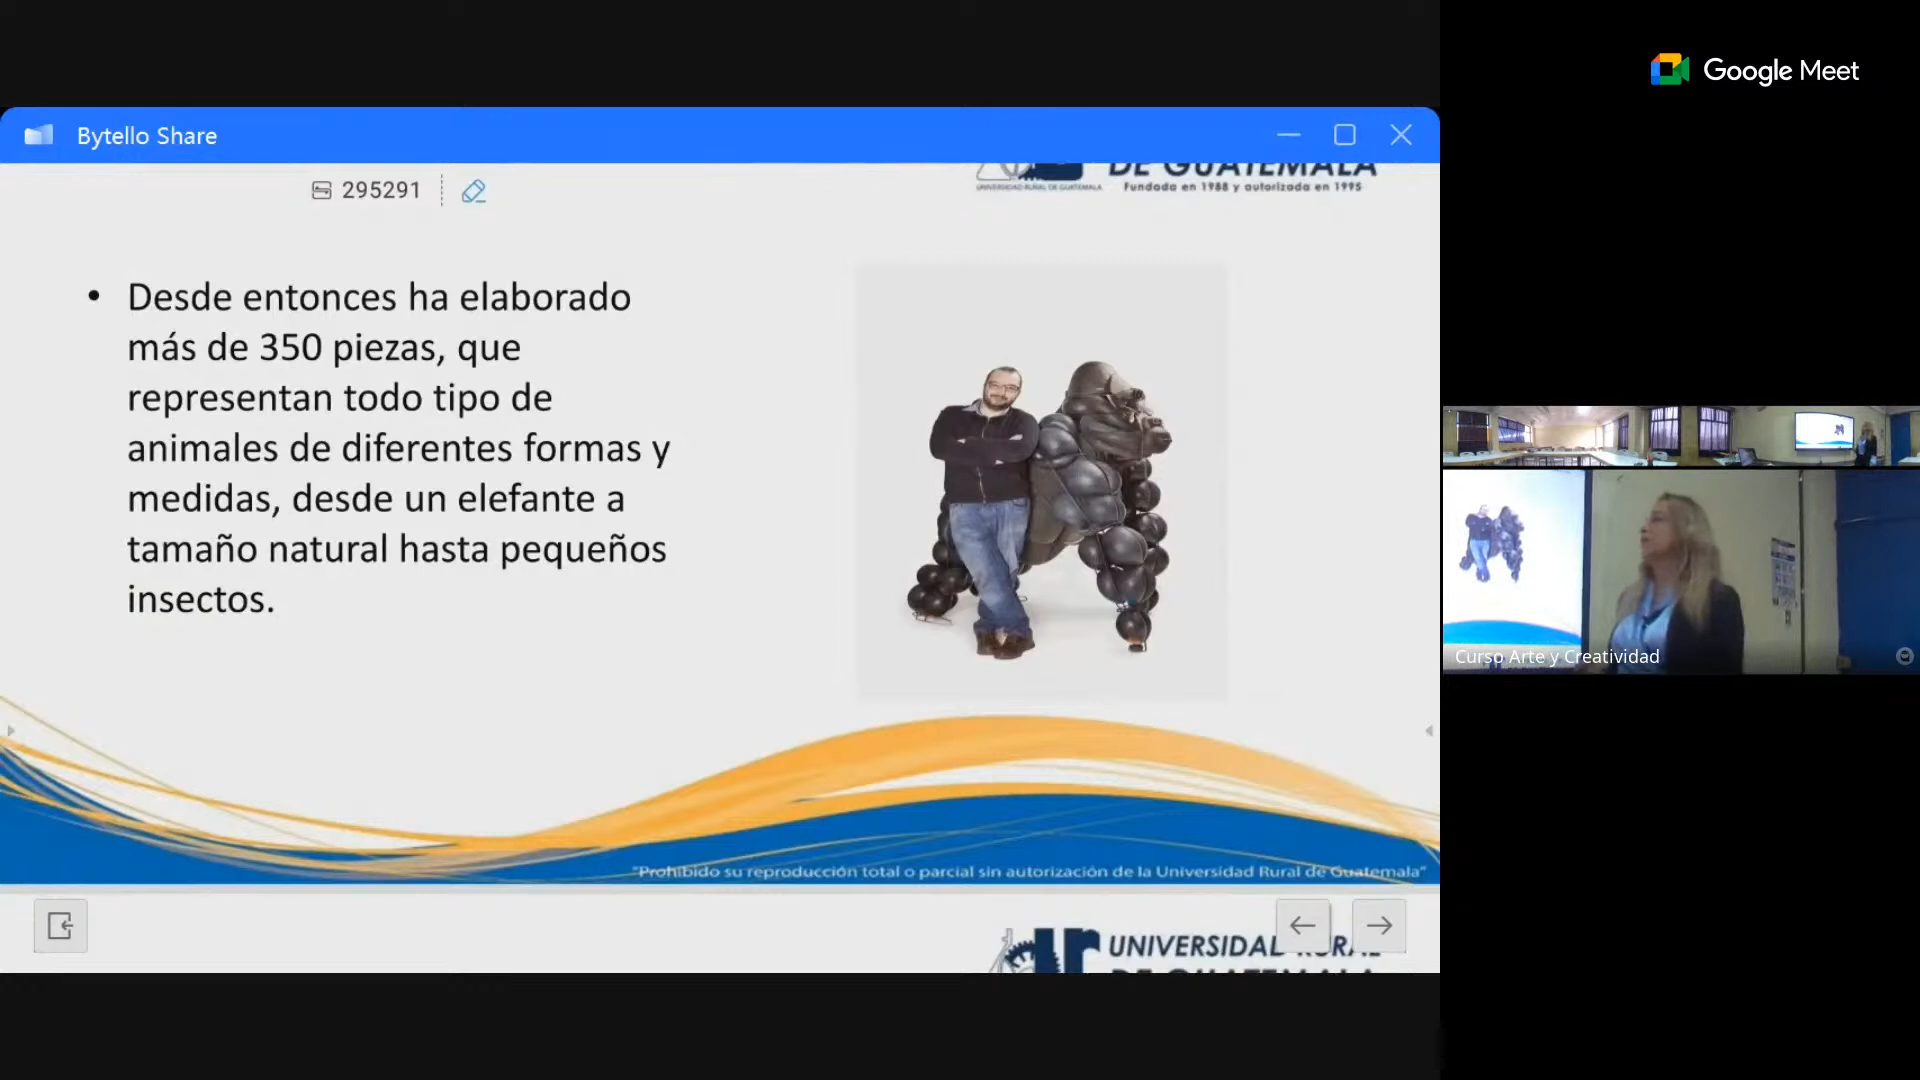 Google Meet
Bytello Share
295291
DE GUATEMALA
UNIVERSIDAD RURAL DE GUATEMALA
Fundada en 1988 y autorizada en 1995
• Desde entonces ha elaborado
más de 350 piezas, que
representan todo tipo de
animales de diferentes formas y
medidas, desde un elefante a
tamaño natural hasta pequeños
insectos.
Curso Arte y Creatividad
"Prohibido su reproducción total o parcial sin autorización de la Universidad Rural de Guatemala"
UNIVERSIDAD RURAL
DE GUATEMALA